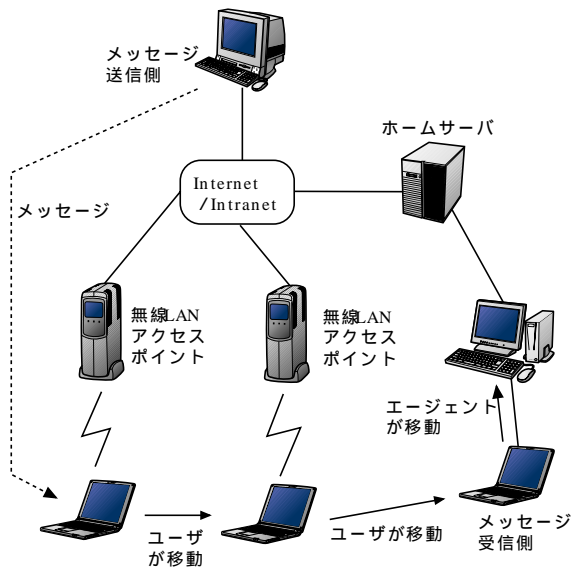 メッセージ
送信側
ホームサーバ
Internet
/Intranet
メッセージ
無線LAN
アクセス
ポイント
無線LAN
アクセス
ポイント
エージェント
が移動
ユーザ
が移動
ユーザが移動
メッセージ
受信側